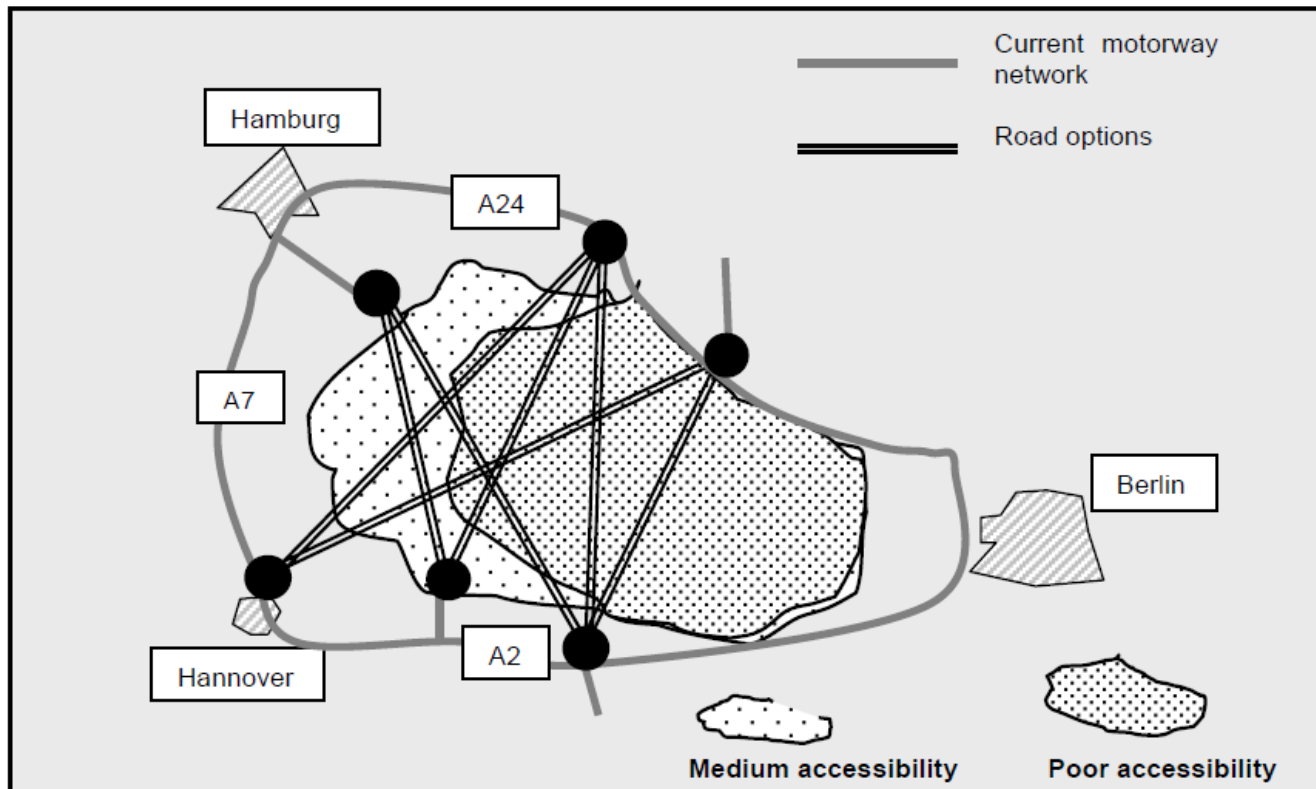 Current motorway
network
Road options
Hamburg
A24
A7
Berlin
A2
Hannover
Medium accessibility
Poor accessibility